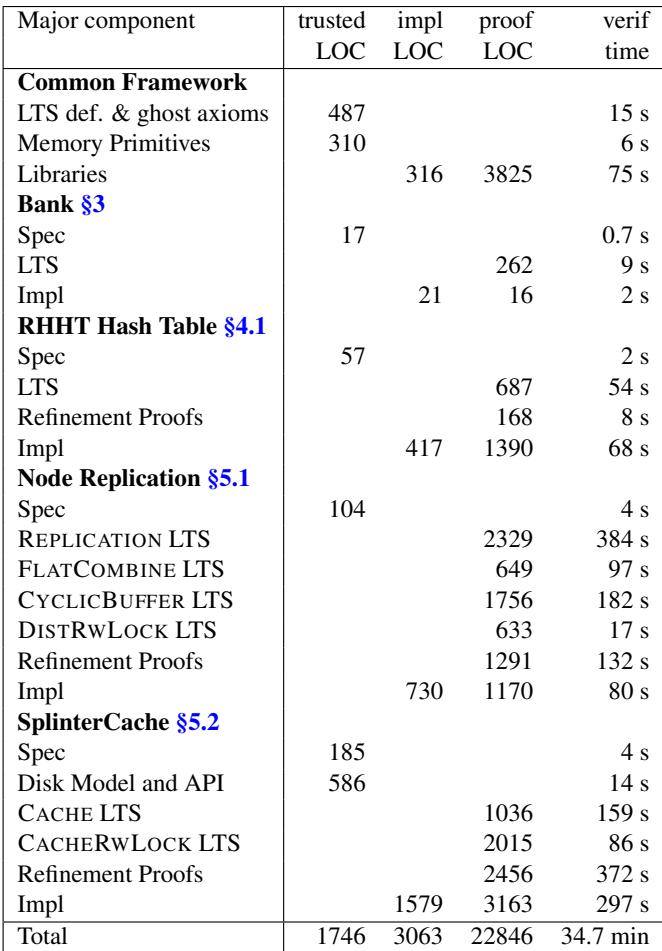 Major component trusted impl proof verif
LOC LOC LOC time
Common Framework
LTS def. & ghost axioms 487 15 s
Memory Primitives 310 6 s
Libraries 316 3825 75 s
Bank §3
Spec 17 0.7 s
LTS 262 9 s
Impl 21 16 2 s
RHHT Hash Table §4.1
Spec 57 2 s
LTS 687 54 s
Refinement Proofs 168 8 s
Impl 417 1390 68 s
Node Replication §5.1
Spec 104 4 s
REPLICATION LTS 2329 384 s
FLATCOMBINE LTS 649 97 s
CYCLICBUFFER LTS 1756 182 s
DISTRWLOCK LTS 633 17 s
Refinement Proofs 1291 132 s
Impl 730 1170 80 s
SplinterCache §5.2
Spec 185 4 s
Disk Model and API 586 14 s
CACHE LTS 1036 159 s
CACHERWLOCK LTS 2015 86 s
Refinement Proofs 2456 372 s
Impl 1579 3163 297 s
Total 1746 3063 22846 34.7 min